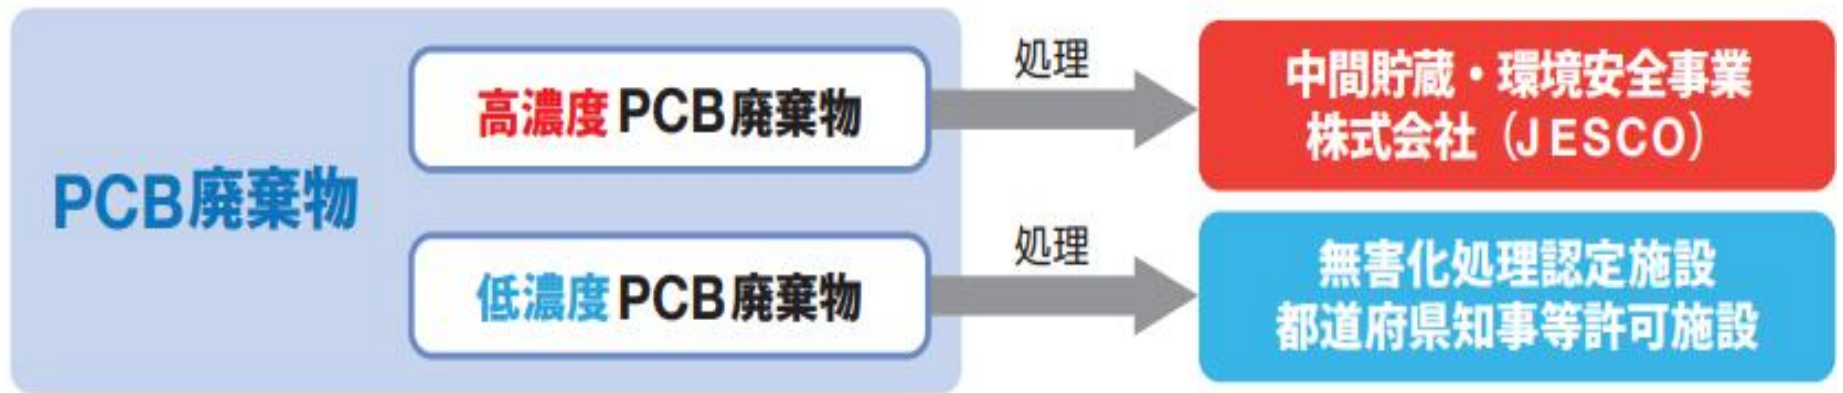 PCB廃棄物
高濃度PCB廃棄物
処理
中間貯蔵・環境安全事業
株式会社（JESCO）
低濃度PCB廃棄物
処理
無害化処理認定施設
都道府県知事等許可施設